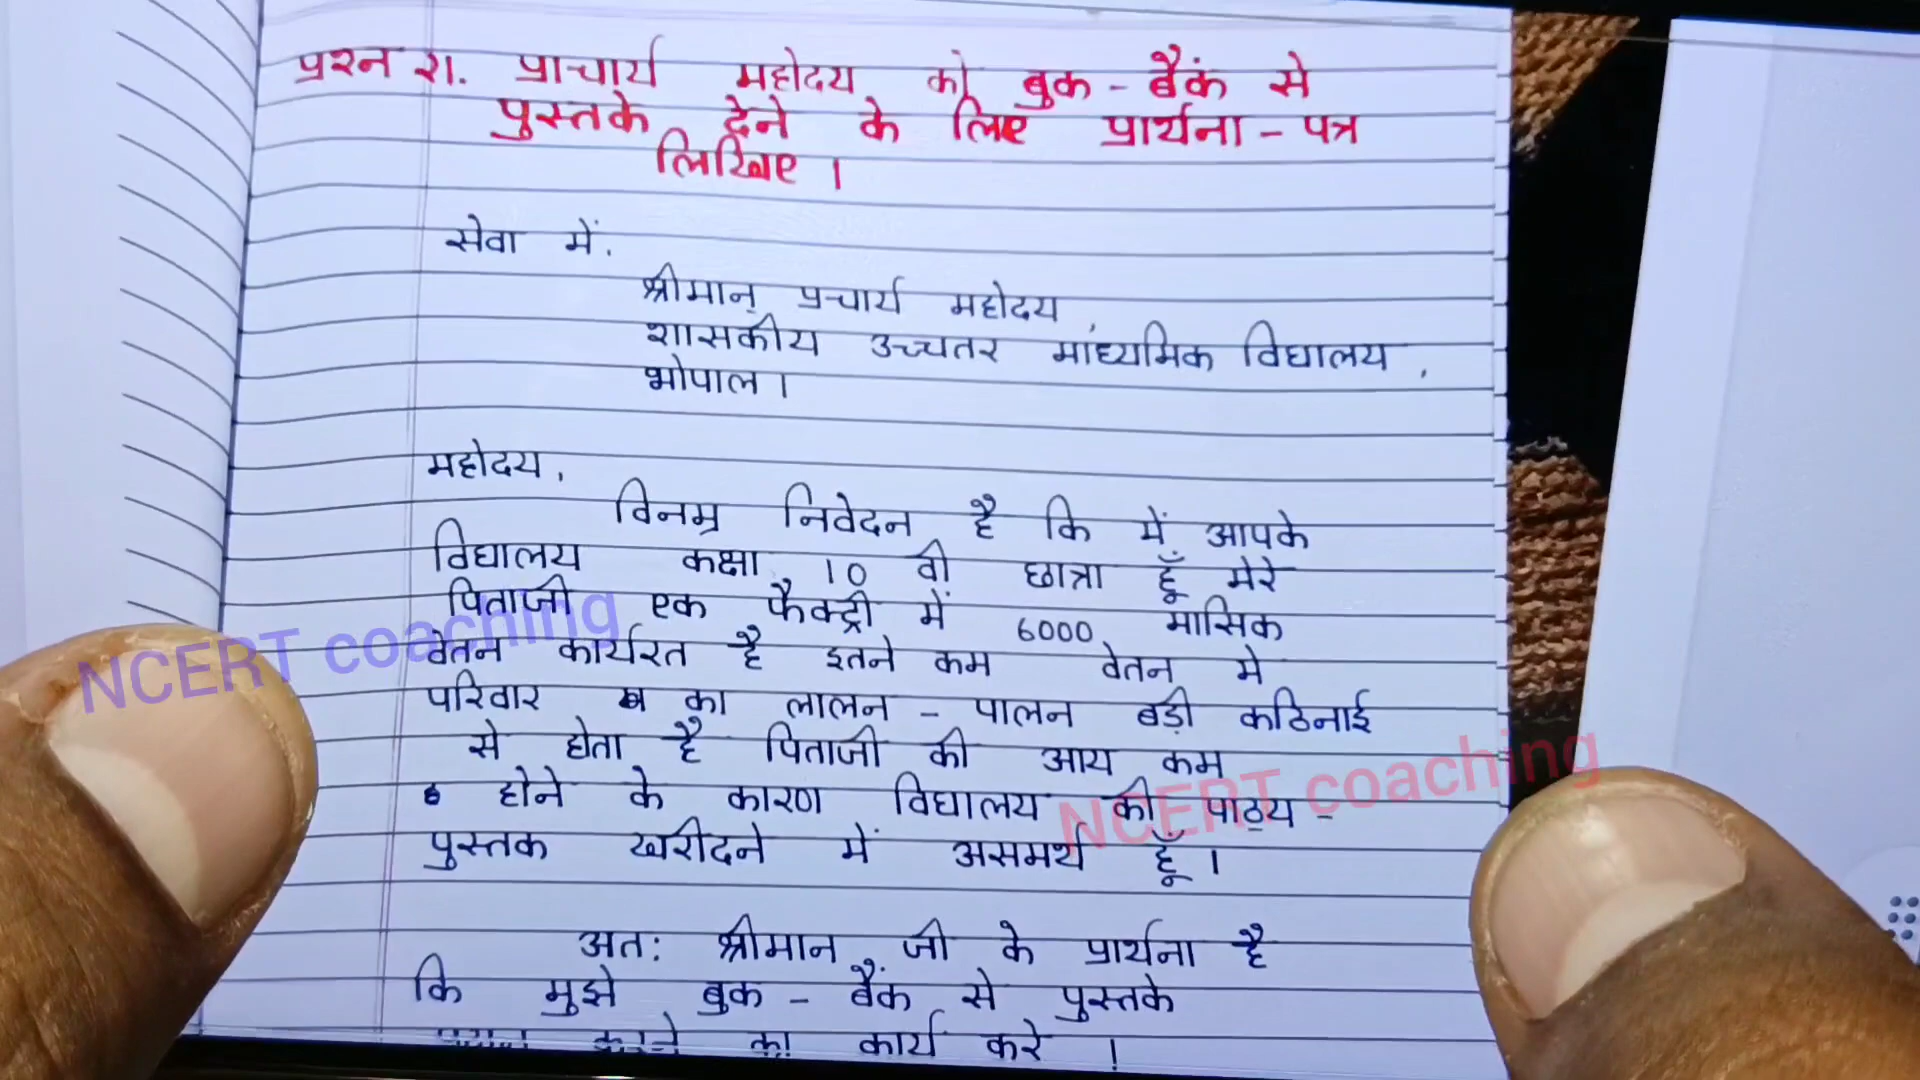 प्रश्न २1. प्राचार्य महोदय को बुक - बैंक से
पुस्तके देने के लिए प्रार्थना - पत्र
लिखिए ।
सेवा में.
श्रीमान् प्रचार्य महोदय ,
शासकीय उच्चतर माध्यमिक विद्यालय ,
भोपाल ।
महोदय ,
विनम्र निवेदन है कि में आपके
विद्यालय कक्षा 10 वी छात्रा हूँ मेरे
पिताजी एक फैक्ट्री में 6000 मासिक
वेतन कार्यरत है इतने कम वेतन मे
परिवार का लालन - पालन बड़ी कठिनाई
से होता है पिताजी की आय कम
होने के कारण विद्यालय की पाठ्य -
पुस्तक खरीदने में असमर्थ हूँ ।
अत: श्रीमान जी के प्रार्थना है
कि मुझे बुक - बैंक से पुस्तके
करने का कार्य करे ।
NCERT coaching
NCERT coaching